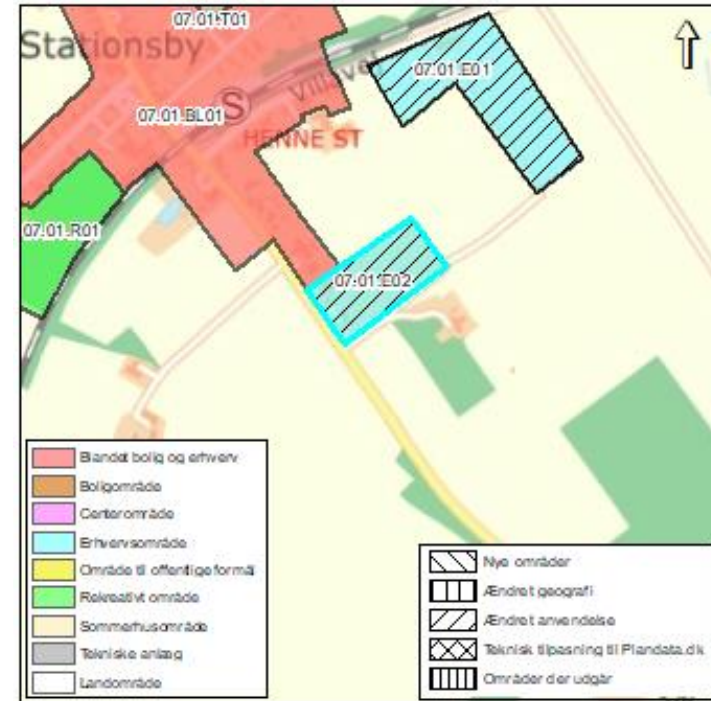 07.01.T01
Stationsby
Villavej
07.01.E01
07.01.BL01
S
HENNE ST
07.01.R01
07.01.E02
Blandet bolig og erhverv
Boligområde
Centerområde
Erhvervsområde
Område til offentlige formål
Rekreativt område
Sommerhusområde
Tekniske anlæg
Landområde
Nye områder
Ændret geografi
Ændret anvendelse
Teknisk tilpasning til Plandata.dk
Områder der udgår